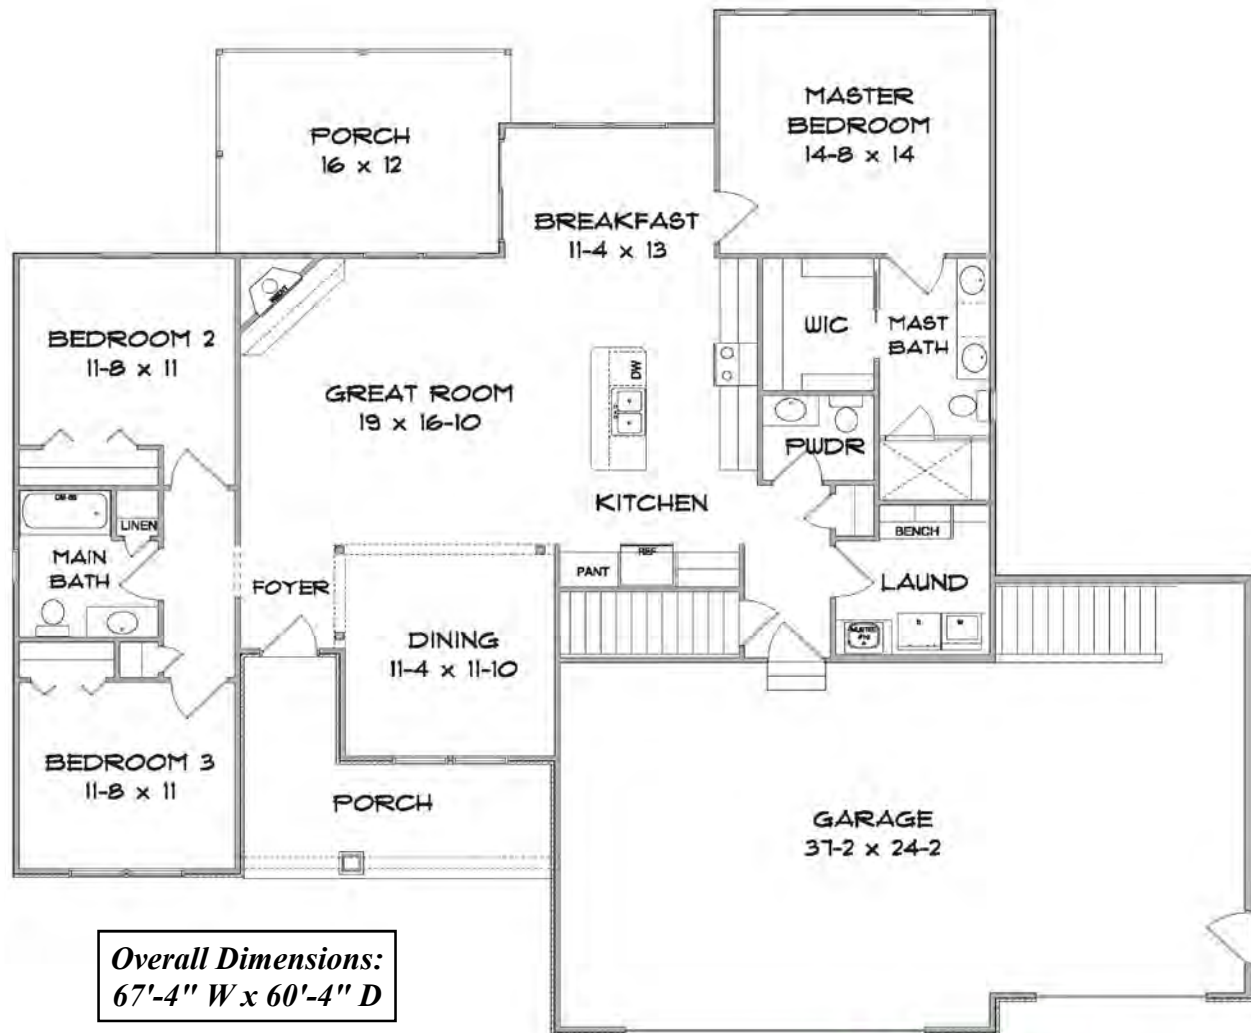 MASTER
BEDROOM
14-8 x 14
PORCH
16 x 12
BREAKFAST
11-4 x 13
BEDROOM 2
11-8 x 11
GREAT ROOM
19 x 16-10
DW
WIC
MAST
BATH
PWDR
KITCHEN
LINEN
MAIN
BATH
FOYER
PANT
REF
BENCH
LAUND
DINING
11-4 x 11-10
BEDROOM 3
11-8 x 11
PORCH
GARAGE
37-2 x 24-2
Overall Dimensions:
67'-4" W x 60'-4" D